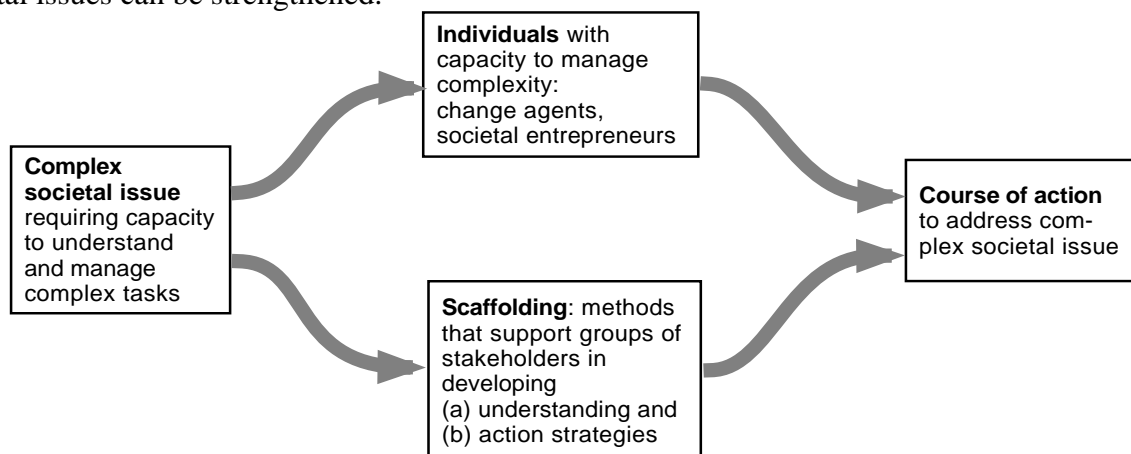 tal issues can be strengthened.
Individuals with
capacity to manage
complexity:
change agents,
societal entrepreneurs
Complex
societal issue
requiring capacity
to understand
and manage
complex tasks
Course of action
to address com-
plex societal issue
Scaffolding: methods
that support groups of
stakeholders in
developing
(a) understanding and
(b) action strategies